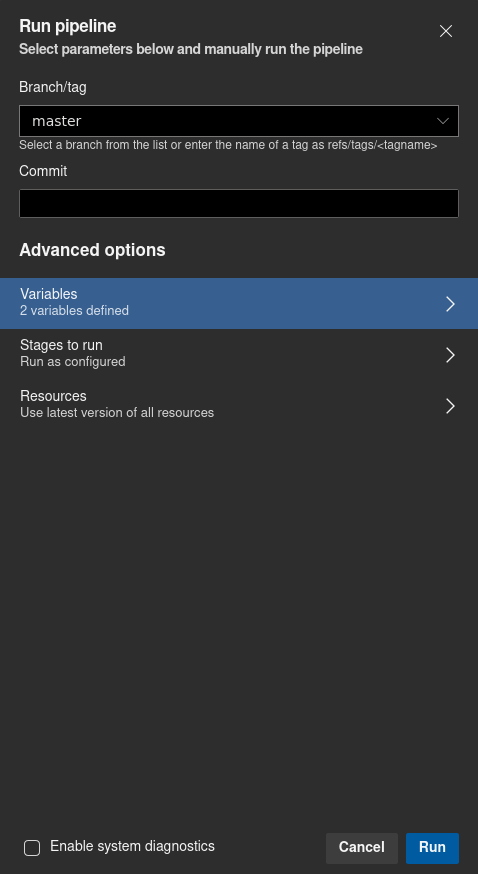 Run pipeline
Select parameters below and manually run the pipeline
Branch/tag
master
Select a branch from the list or enter the name of a tag as refs/tags/<tagname>
Commit
Advanced options
Variables
2 variables defined
Stages to run
Run as configured
Resources
Use latest version of all resources
Enable system diagnostics
Cancel
Run